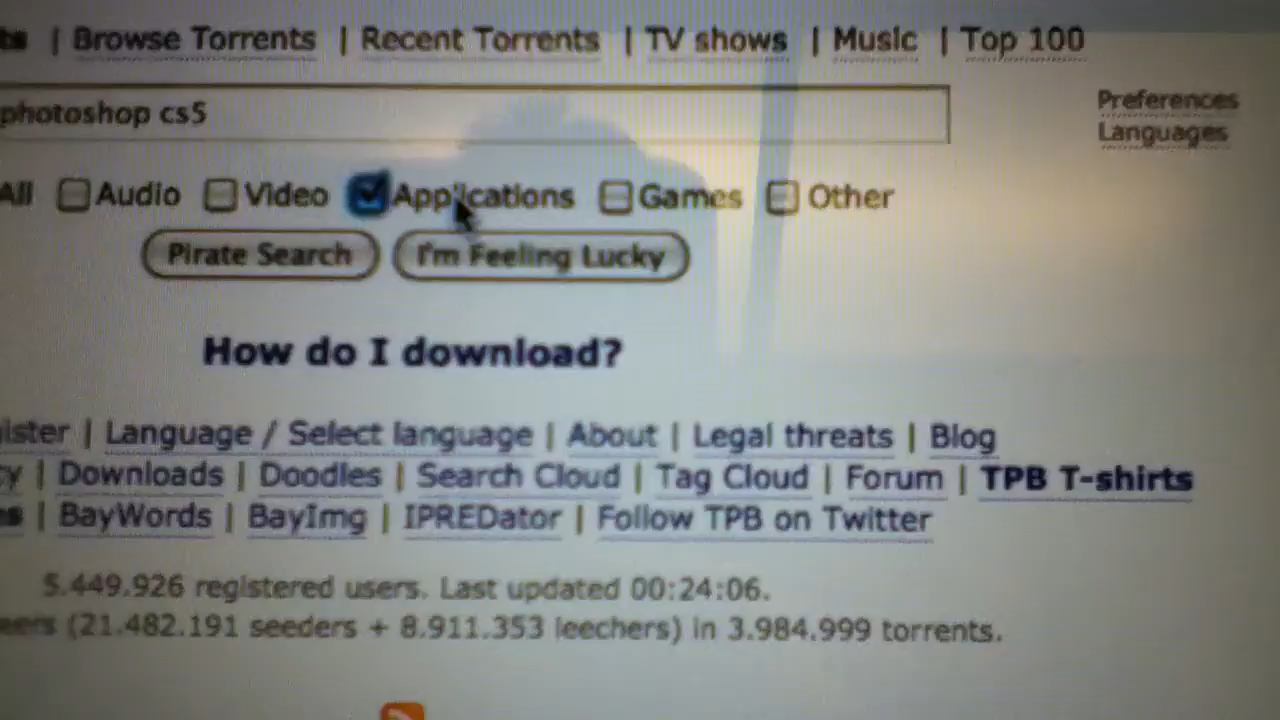 | Browse Torrents | Recent Torrents | TV shows | Music | Top 100
photoshop cs5
Preferences
Languages
All Audio Video Applications Games Other
Pirate Search I'm Feeling Lucky
How do I download?
| Language / Select language | About | Legal threats | Blog
| Downloads | Doodles | Search Cloud | Tag Cloud | Forum | TPB T-shirts
| BayWords | BayImg | IPREDator | Follow TPB on Twitter
5.449.926 registered users. Last updated 00:24:06.
(21.482.191 seeders + 8.911.353 leechers) in 3.984.999 torrents.